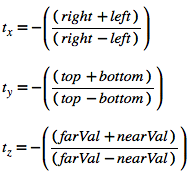 t_x = -((right + left) / (right - left))
t_y = -((top + bottom) / (top - bottom))
t_z = -((farVal + nearVal) / (farVal - nearVal))